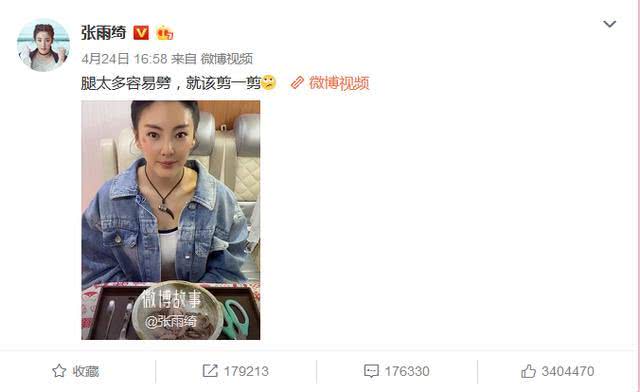 张雨绮
4月24日 16:58 来自 微博视频
腿太多容易劈，就该剪一剪 微博视频
微博故事
@张雨绮
收藏 179213 176330 3404470